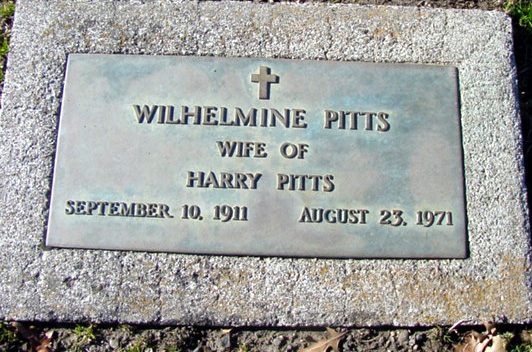 WILHELMINE PITTS
WIFE OF
HARRY PITTS
SEPTEMBER 10, 1911 AUGUST 23, 1971